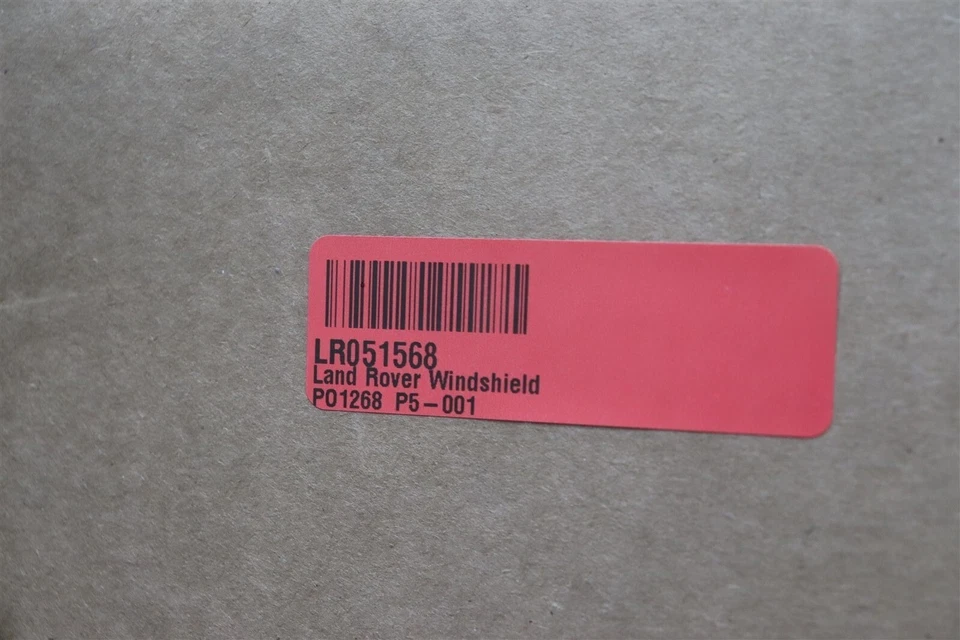 LR051568
Land Rover Windshield
PO1268 P5-001